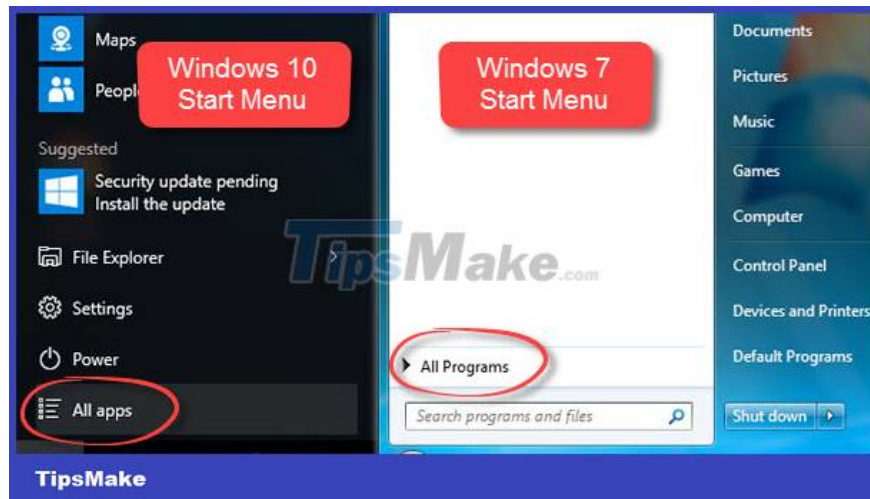 Maps
Windows 10
Start Menu
People
Suggested
Security update pending
Install the update
File Explorer
Settings
Power
All apps
Windows 7
Start Menu
All Programs
Search programs and files
Documents
Pictures
Music
Games
Computer
Control Panel
Devices and Printers
Default Programs
Shut down
TipsMake.com
TipsMake